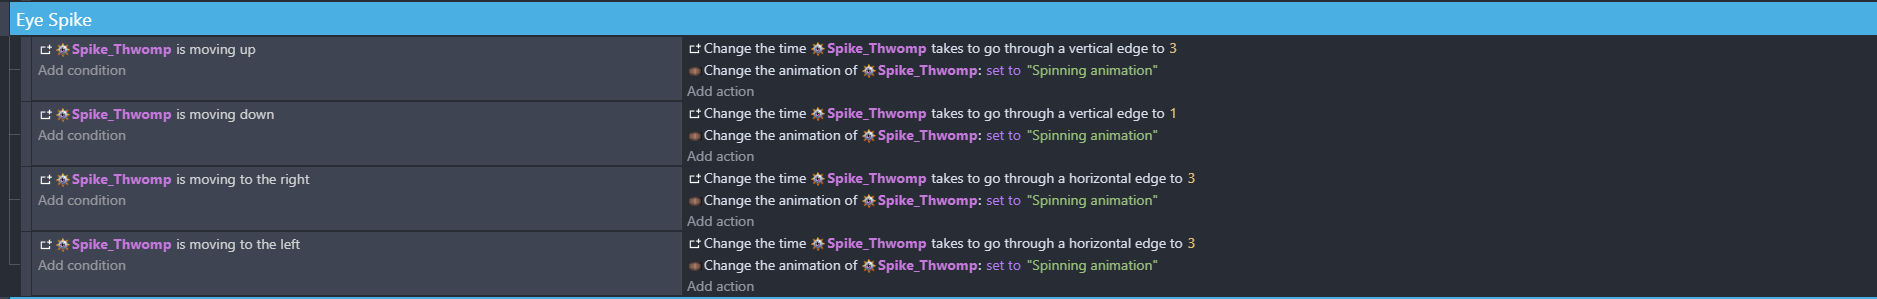 Eye Spike
Spike_Thwomp is moving up
Add condition
Change the time Spike_Thwomp takes to go through a vertical edge to 3
Change the animation of Spike_Thwomp: set to "Spinning animation"
Add action
Spike_Thwomp is moving down
Add condition
Change the time Spike_Thwomp takes to go through a vertical edge to 1
Change the animation of Spike_Thwomp: set to "Spinning animation"
Add action
Spike_Thwomp is moving to the right
Add condition
Change the time Spike_Thwomp takes to go through a horizontal edge to 3
Change the animation of Spike_Thwomp: set to "Spinning animation"
Add action
Spike_Thwomp is moving to the left
Add condition
Change the time Spike_Thwomp takes to go through a horizontal edge to 3
Change the animation of Spike_Thwomp: set to "Spinning animation"
Add action